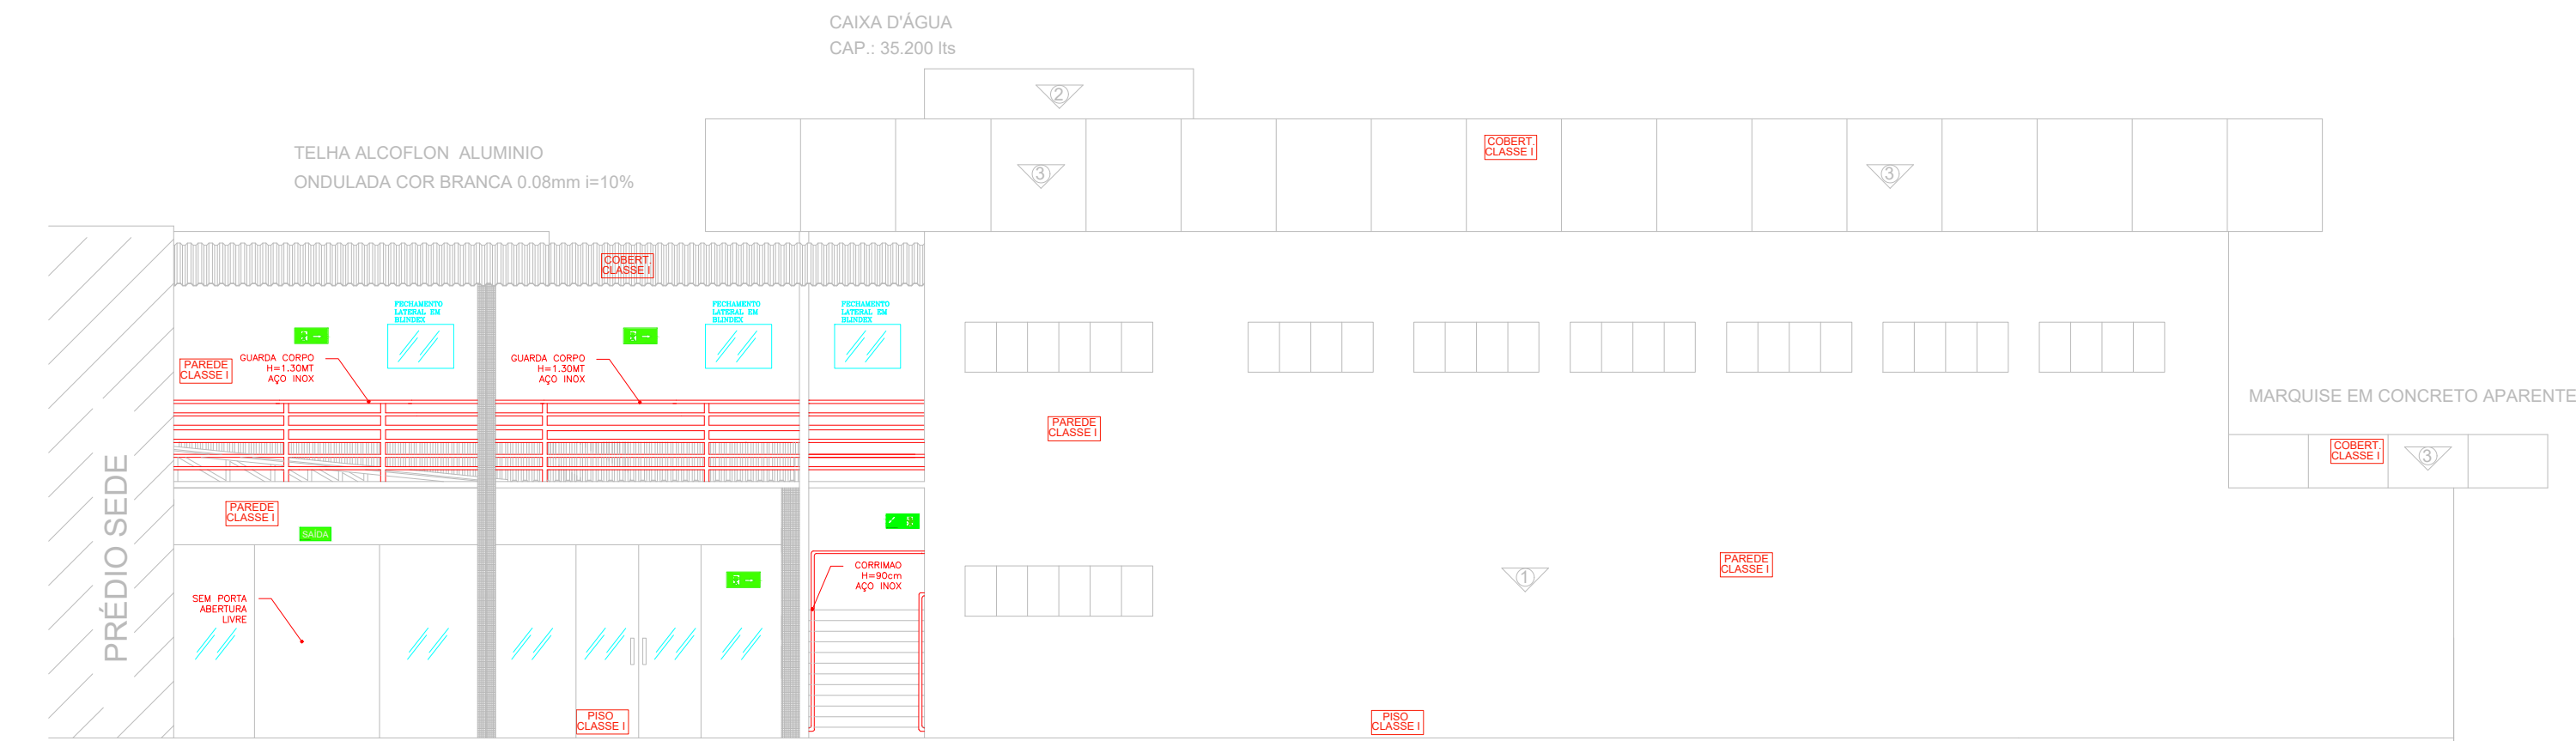 CAIXA D'ÁGUA
CAP.: 35.200 lts
2
TELHA ALCOFLON ALUMINIO
ONDULADA COR BRANCA 0.08mm i=10%
3
COBERT.
CLASSE I
3
COBERT.
CLASSE I
FECHAMENTO
LATERAL EM
BLINDEX
FECHAMENTO
LATERAL EM
BLINDEX
FECHAMENTO
LATERAL EM
BLINDEX
PAREDE
CLASSE I
GUARDA CORPO
H=1.30MT
AÇO INOX
GUARDA CORPO
H=1.30MT
AÇO INOX
MARQUISE EM CONCRETO APARENTE
PAREDE
CLASSE I
COBERT.
CLASSE I
3
PRÉDIO SEDE
PAREDE
CLASSE I
SAÍDA
CORRIMAO
H=90cm
AÇO INOX
PAREDE
CLASSE I
1
SEM PORTA
ABERTURA
LIVRE
PISO
CLASSE I
PISO
CLASSE I